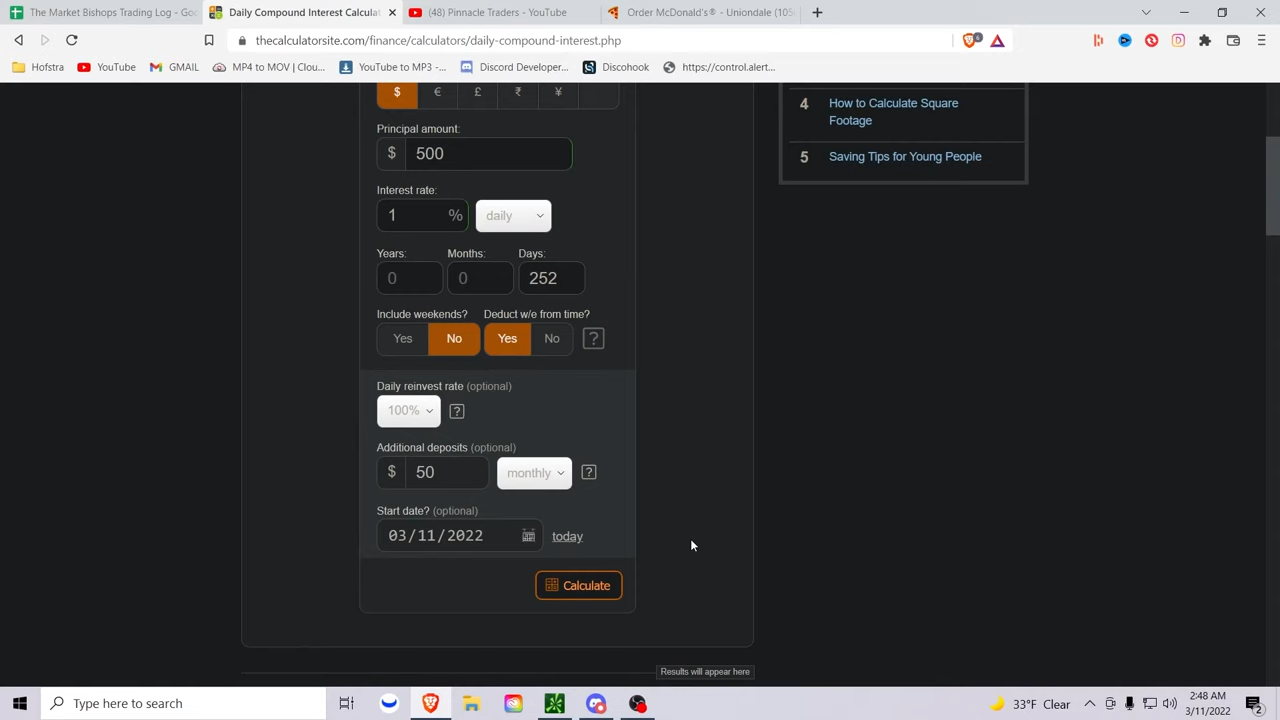 The Market Bishops Trading Log - Goo
Daily Compound Interest Calculat
(48) Pinnacle Traders - YouTube
Order McDonald's® - Uniondale (105
thecalculatorsite.com/finance/calculators/daily-compound-interest.php
6
Hofstra
YouTube
GMAIL
MP4 to MOV | Clou...
YouTube to MP3 -...
Discord Developer...
Discohook
https://control.alert...
$ € £ ₹ ¥
4 How to Calculate Square
Footage
5 Saving Tips for Young People
Principal amount:
$ 500
Interest rate:
1 % daily
Years: Months: Days:
0 0 252
Include weekends? Deduct w/e from time?
Yes No Yes No ?
Daily reinvest rate (optional)
100% ?
Additional deposits (optional)
$ 50 monthly ?
Start date? (optional)
03/11/2022 today
Calculate
Results will appear here
Type here to search
33°F Clear
2:48 AM
3/11/2022
2